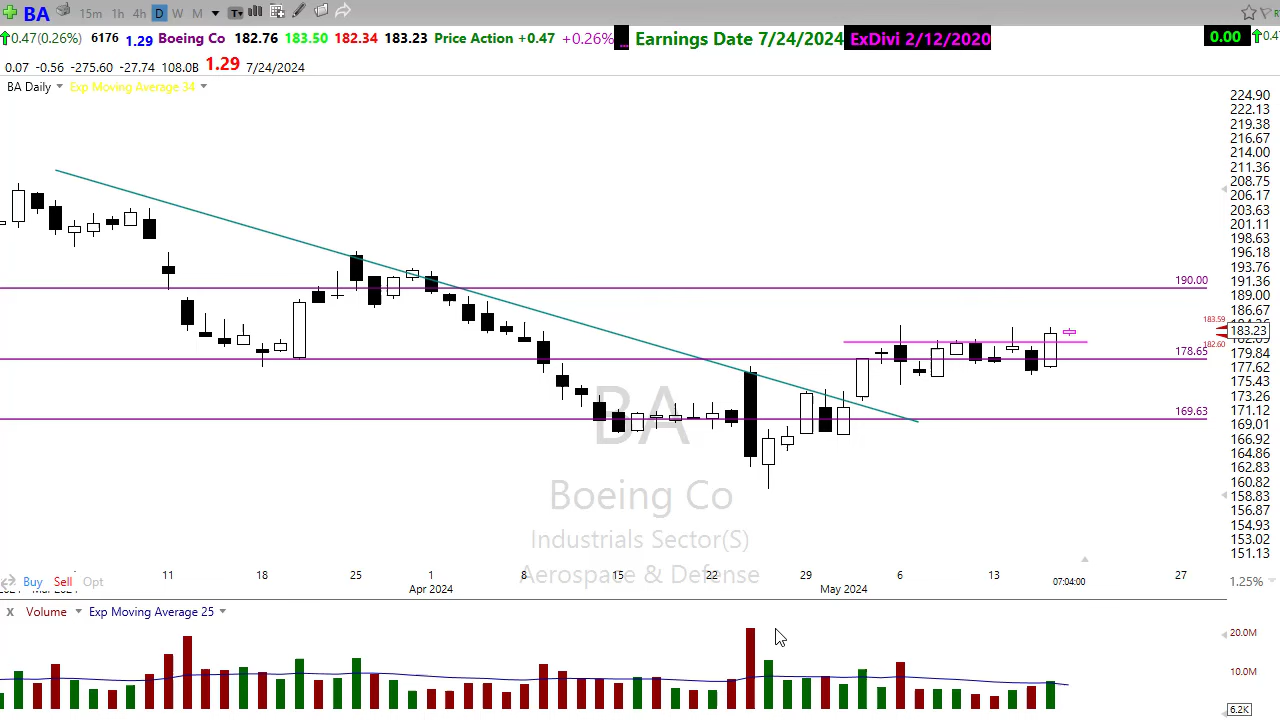 BA 15m 1h 4h D W M T
0.47(0.26%) 6176 1.29 Boeing Co 182.76 183.50 182.34 183.23 Price Action +0.47 +0.26% ... Earnings Date 7/24/2024 ExDivi 2/12/2020 0.00 0.47
0.07 -0.56 -275.60 -27.74 108.0B 1.29 7/24/2024
BA Daily Exp Moving Average 34
224.90
222.13
219.38
216.67
214.00
211.36
208.75
206.17
203.63
201.11
198.63
196.18
193.76
190.00 191.36
189.00
186.67
183.59
183.23
182.60
178.65 179.84
177.62
175.43
173.26
169.63 171.12
169.01
166.92
164.86
162.83
160.82
158.83
156.87
154.93
153.02
151.13
BA
Boeing Co
Industrials Sector(S)
Aerospace & Defense
Buy Sell Opt 11 18 25 1 8 15 22 29 6 13 07:04:00 27 1.25%
Apr 2024 May 2024
X Volume Exp Moving Average 25
20.0M
10.0M
6.2K